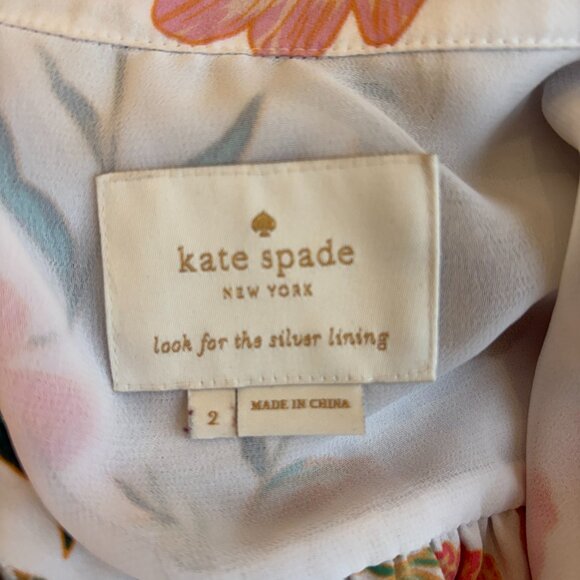 kate spade
NEW YORK
look for the silver lining
2
MADE IN CHINA